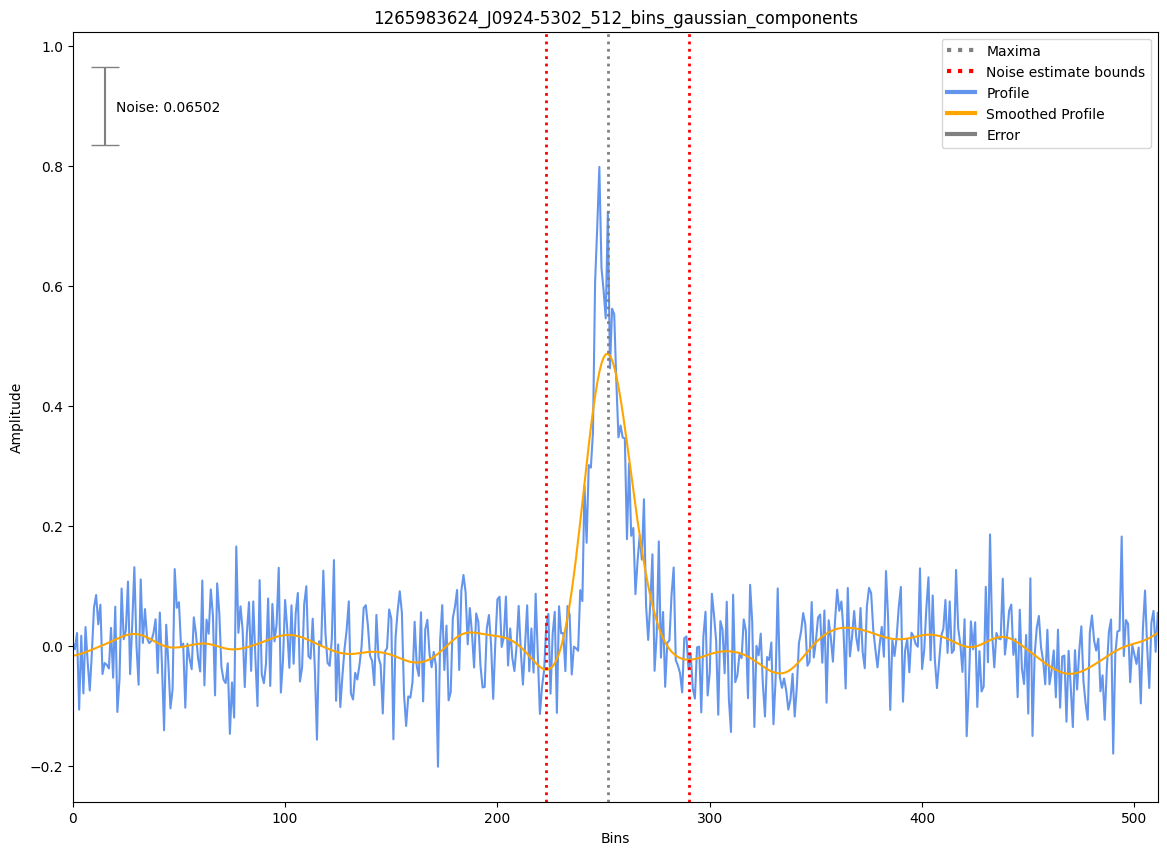 1265983624_J0924-5302_512_bins_gaussian_components
Maxima
Noise estimate bounds
Profile
Smoothed Profile
Error
Noise: 0.06502
Amplitude
1.0
0.8
0.6
0.4
0.2
0.0
−0.2
0
100
200
300
400
500
Bins